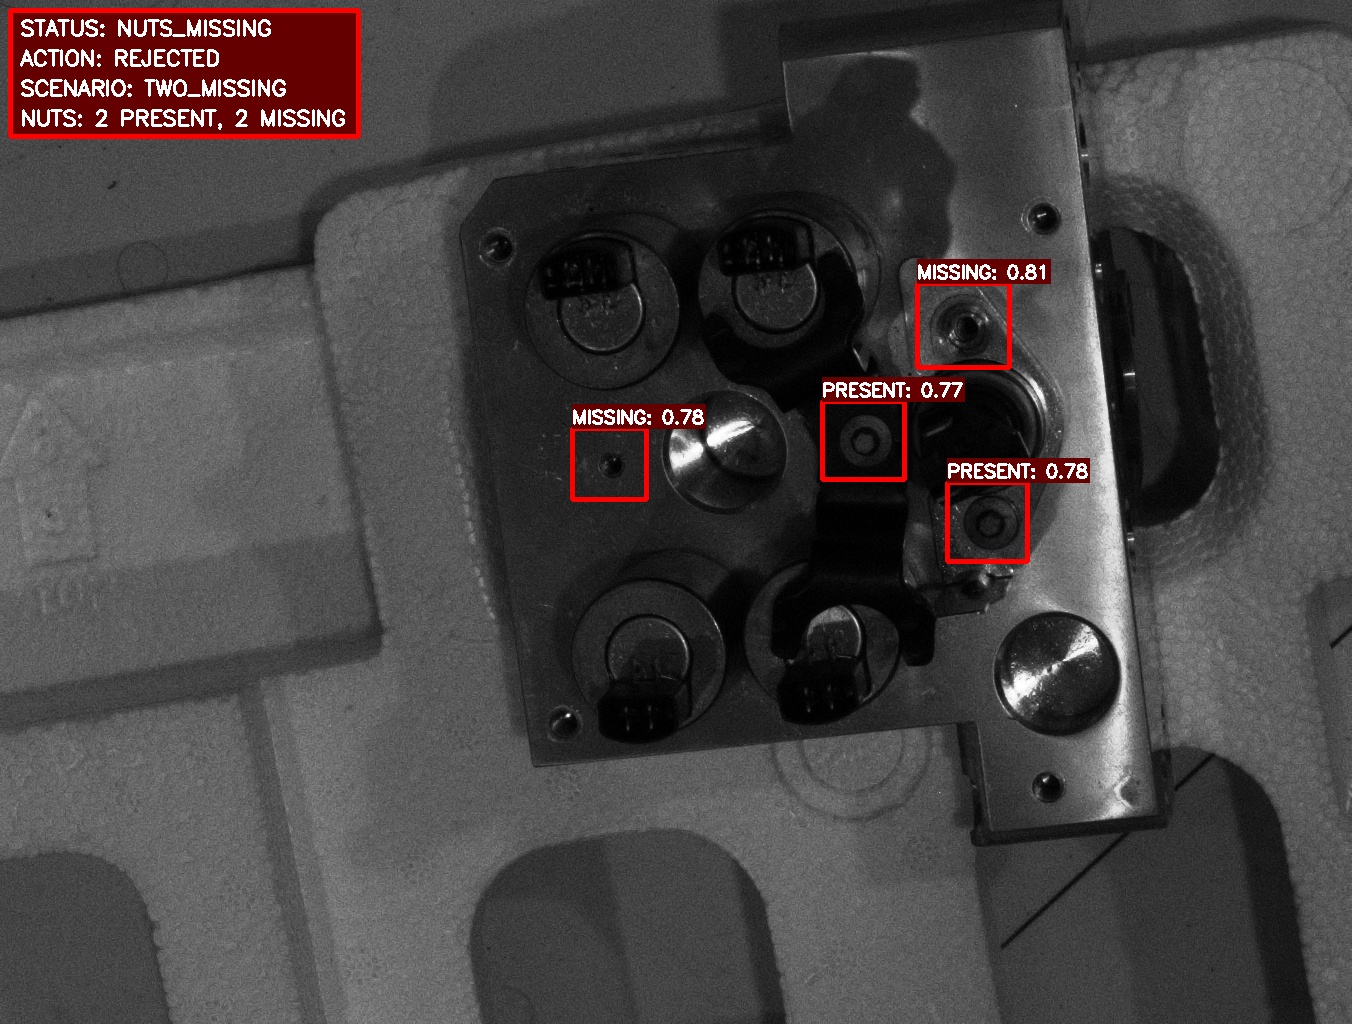 STATUS: NUTS_MISSING
ACTION: REJECTED
SCENARIO: TWO_MISSING
NUTS: 2 PRESENT, 2 MISSING
MISSING: 0.81
PRESENT: 0.77
MISSING: 0.78
PRESENT: 0.78